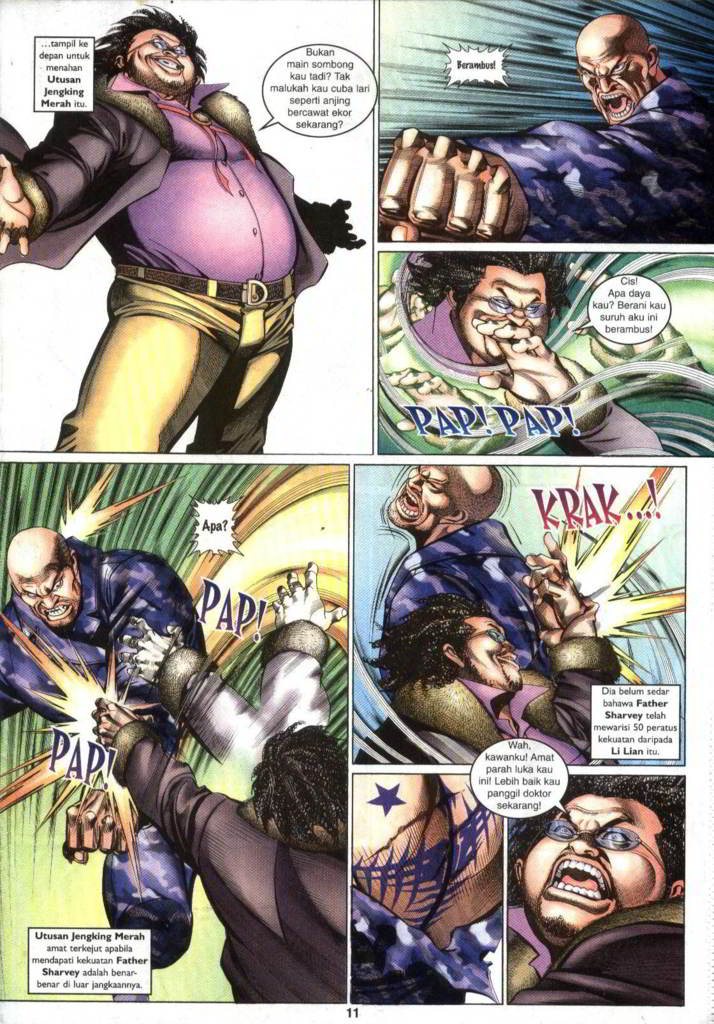 ...tampil ke
depan untuk
menahan
Utusan
Jengking
Merah itu.
Bukan
main sombong
kau tadi? Tak
malukah kau cuba lari
seperti anjing
bercawat ekor
sekarang?
Berambus!
Cis!
Apa daya
kau? Berani kau
suruh aku ini
berambus!
PAP! PAP!
Apa?
PAP!
PAP!
Utusan Jengking Merah
amat terkejut apabila
mendapati kekuatan Father
Sharvey adalah benar-
benar di luar jangkaannya.
KRAK...!
Dia belum sedar
bahawa Father
Sharvey telah
mewarisi 50 peratus
kekuatan daripada
Li Lian itu.
Wah,
kawanku! Amat
parah luka kau
ini! Lebih baik kau
panggil doktor
sekarang!
D
11